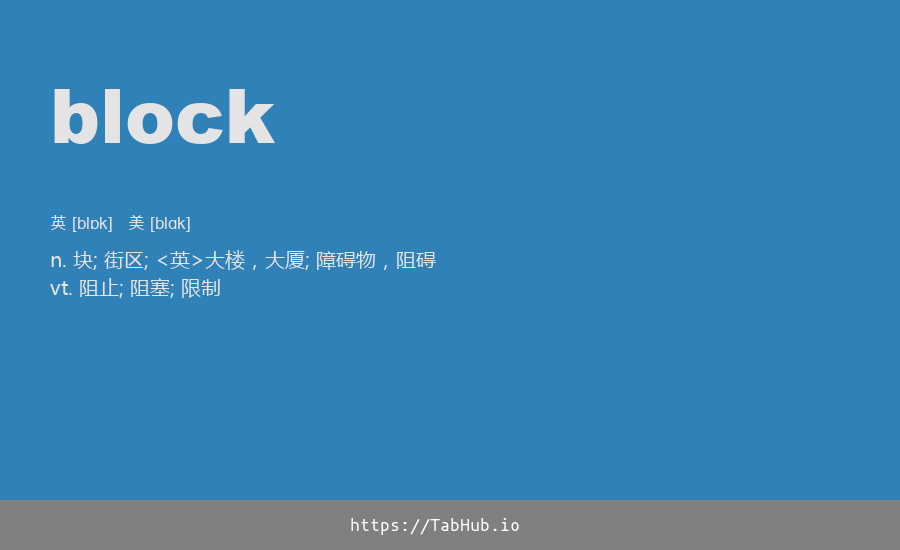 block
英 [blɒk]   美 [blɑk]
n. 块; 街区; <英>大楼，大厦; 障碍物，阻碍
vt. 阻止; 阻塞; 限制
https://TabHub.io